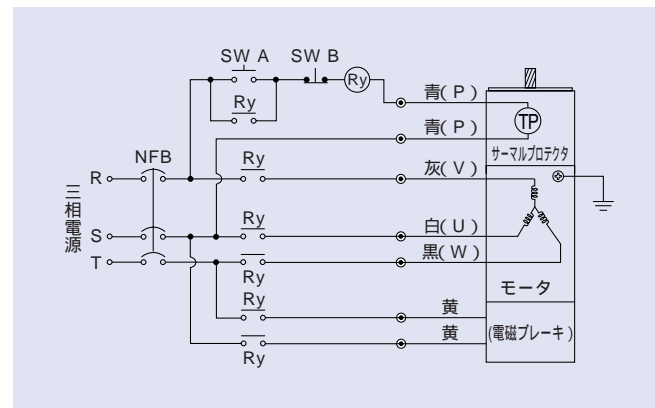 SW A
SW B
Ry
Ry
青(P)
青(P)
TP
サーマルプロテクタ
NFB
R
Ry
灰(V)
三相電源
S
Ry
白(U)
T
黒(W)
Ry
モータ
Ry
黄
黄
(電磁ブレーキ)
Ry